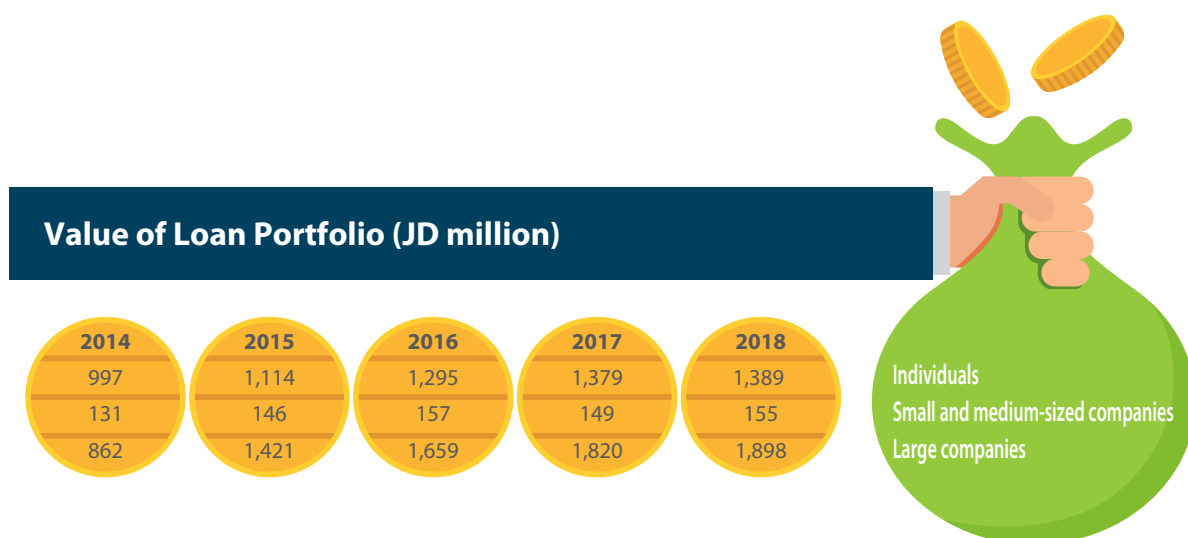 Value of Loan Portfolio (JD million)
2014 2015 2016 2017 2018
997 1,114 1,295 1,379 1,389 Individuals
131 146 157 149 155 Small and medium-sized companies
862 1,421 1,659 1,820 1,898 Large companies